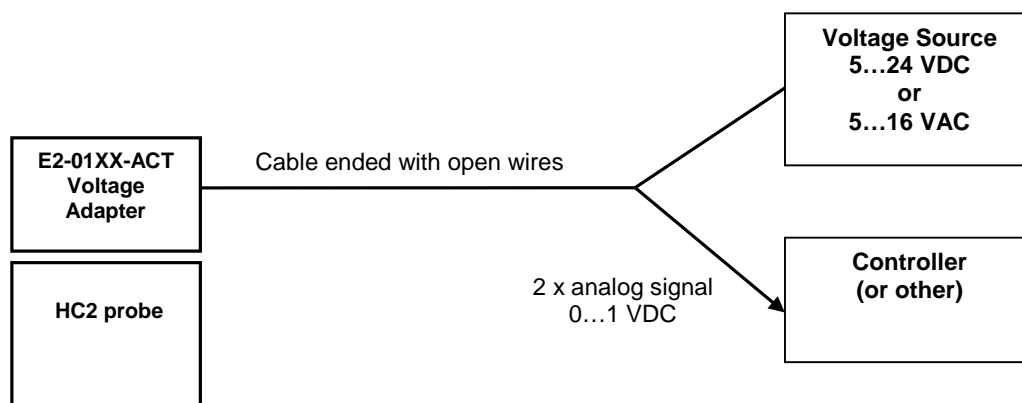 Voltage Source
5…24 VDC
or
5…16 VAC
E2-01XX-ACT
Voltage
Adapter
Cable ended with open wires
HC2 probe
2 x analog signal
0…1 VDC
Controller
(or other)